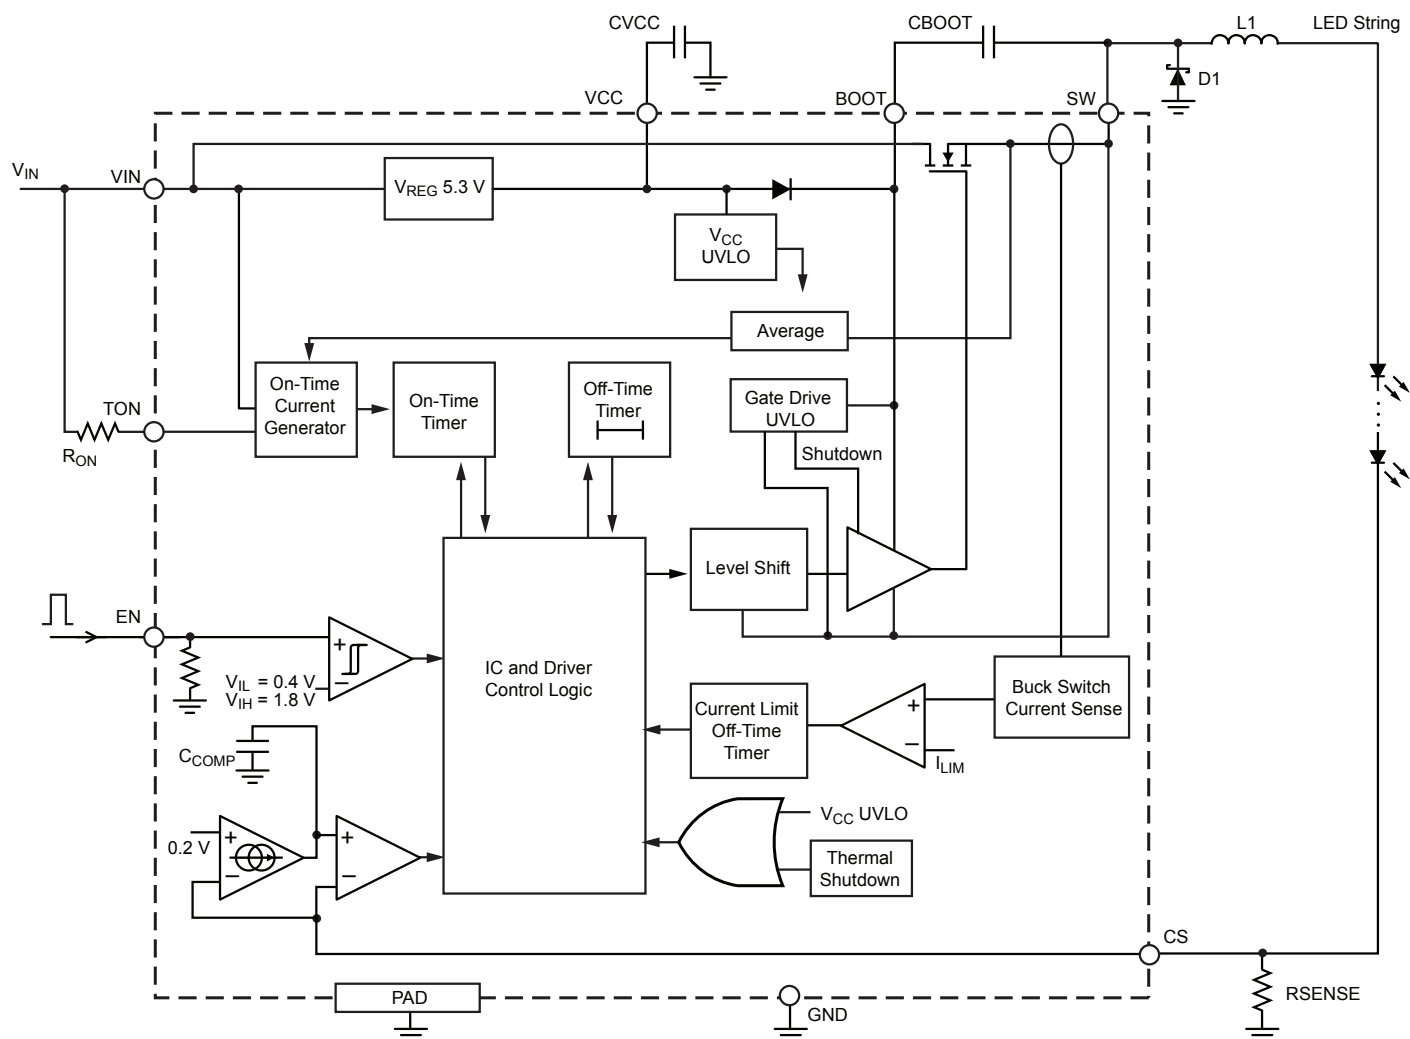 CVCC
CBOOT
L1
LED String
D1
VCC
BOOT
SW
VIN
VIN
VREG 5.3 V
VCC
UVLO
Average
On-Time
Current
Generator
On-Time
Timer
Off-Time
Timer
Gate Drive
UVLO
TON
RON
Shutdown
Level Shift
EN
VIL = 0.4 V
VIH = 1.8 V
IC and Driver
Control Logic
Buck Switch
Current Sense
Current Limit
Off-Time
Timer
+
−
+
−
ILIM
CCOMP
VCC UVLO
0.2 V
+
−
+
−
Thermal
Shutdown
CS
PAD
GND
RSENSE